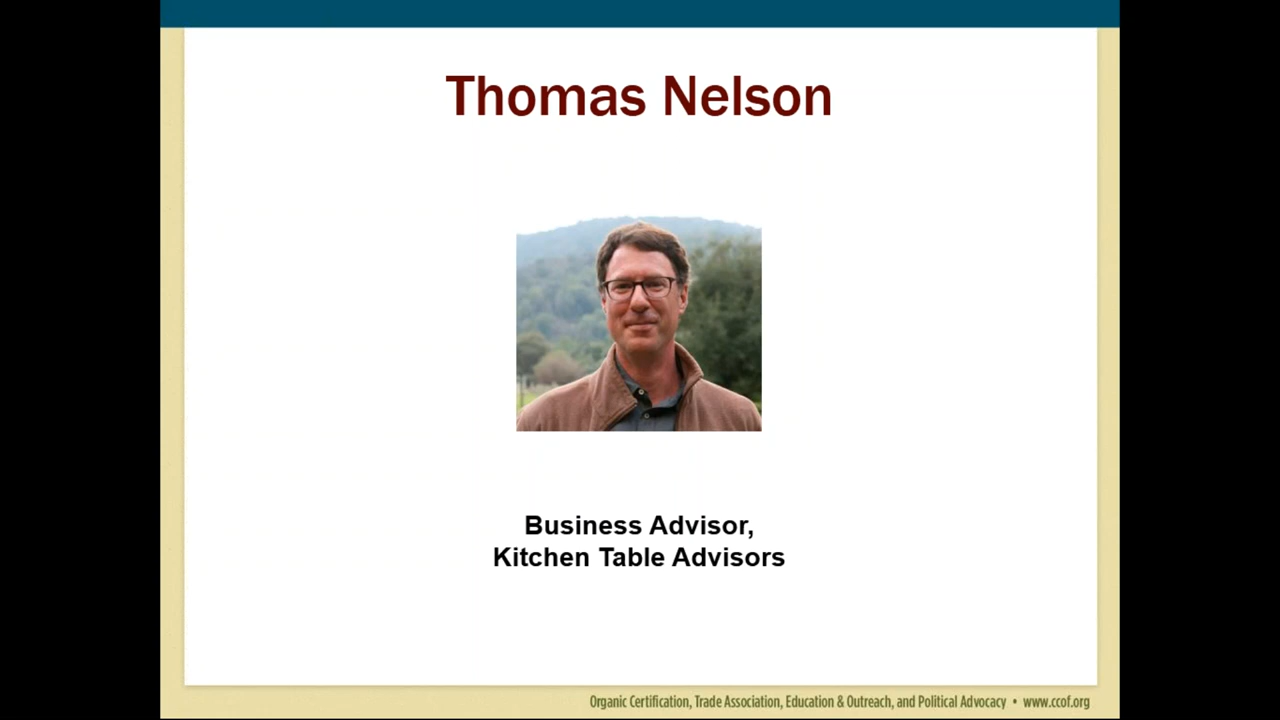 Thomas Nelson
Business Advisor,
Kitchen Table Advisors
Organic Certification, Trade Association, Education & Outreach, and Political Advocacy • www.ccof.org